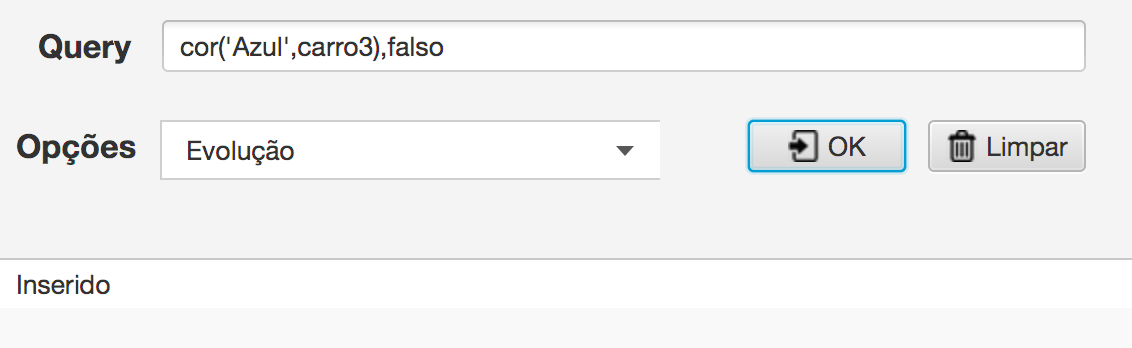 Query cor('Azul',carro3),falso
Opções Evolução OK Limpar
Inserido